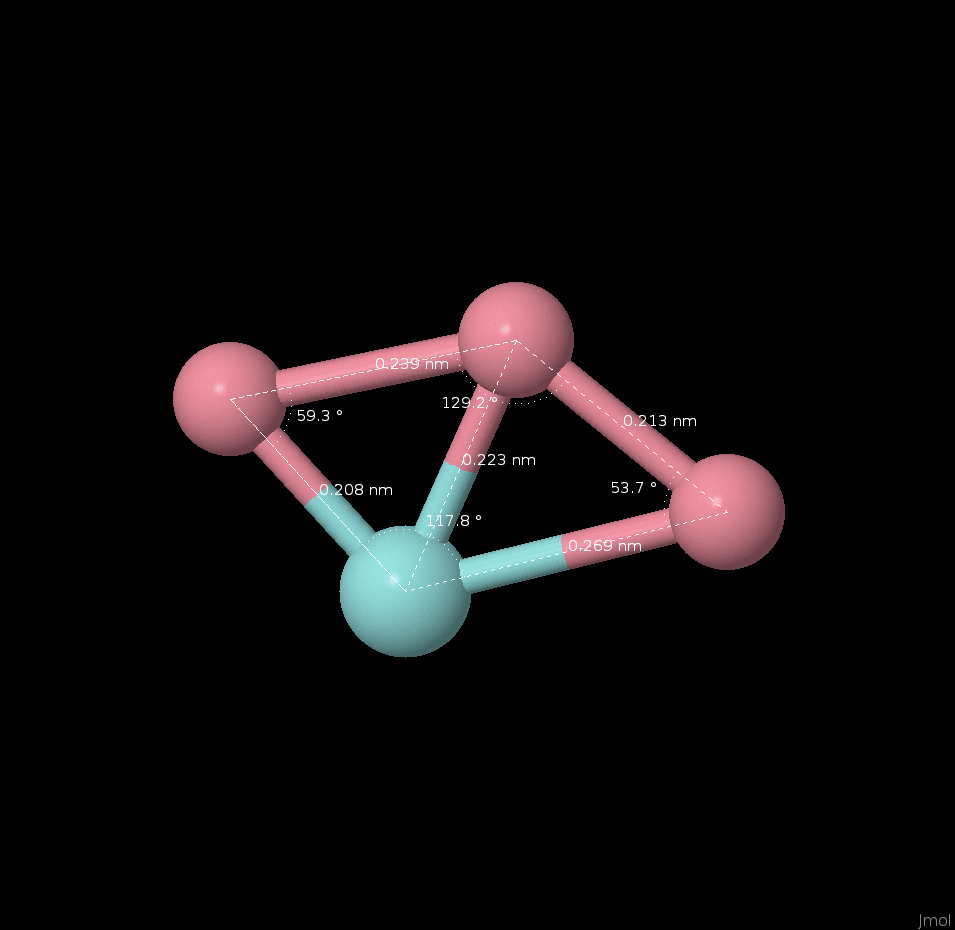 0.239 nm
129.2 °
59.3 °
0.213 nm
0.223 nm
53.7 °
0.208 nm
117.8 °
0.269 nm
Jmol